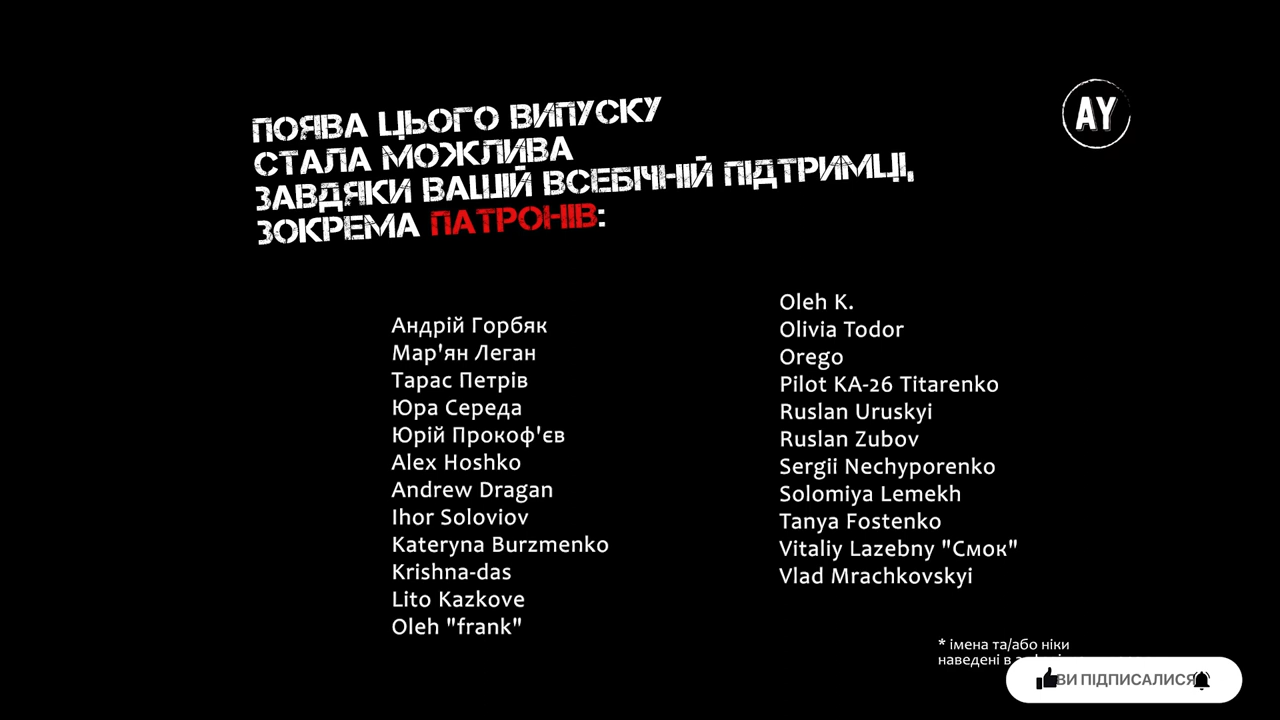 ПОЯВА ЦЬОГО ВИПУСКУ
СТАЛА МОЖЛИВА
ЗАВДЯКИ ВАШІЙ ВСЕБІЧНІЙ ПІДТРИМЦІ,
ЗОКРЕМА ПАТРОНІВ:
АУ
Андрій Горбяк
Мар'ян Леган
Тарас Петрів
Юра Середа
Юрій Прокоф'єв
Alex Hoshko
Andrew Dragan
Ihor Soloviov
Kateryna Burzmenko
Krishna-das
Lito Kazkove
Oleh "frank"
Oleh K.
Olivia Todor
Orego
Pilot KA-26 Titarenko
Ruslan Uruskyi
Ruslan Zubov
Sergii Nechyporenko
Solomiya Lemekh
Tanya Fostenko
Vitaliy Lazebny "Смок"
Vlad Mrachkovskyi
* імена та/або ніки
наведені в
ВИ ПІДПИСАЛИСЯ